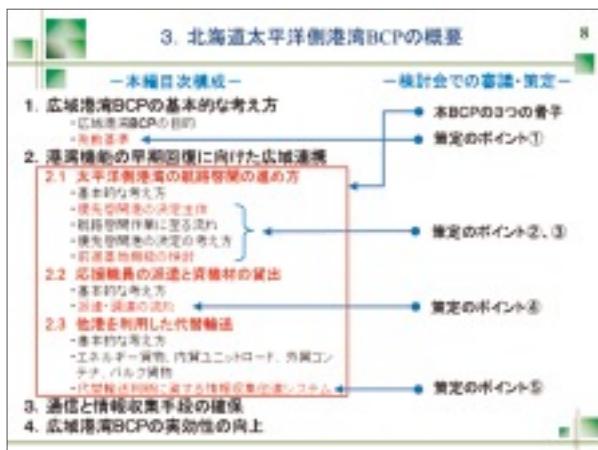 3. 北海道太平洋側港湾BCPの概要
8
－本編目次構成－
－検討会での審議・策定－
1. 広域港湾BCPの基本的な考え方
・広域港湾BCPの目的
・発動基準
2. 港湾機能の早期回復に向けた広域連携
2.1 太平洋側港湾の航路啓開の進め方
・基本的な考え方
・優先啓開港の決定主体
・航路啓開作業に至る流れ
・優先啓開港の決定の考え方
・前進基地機能の検討
2.2 応援職員の派遣と資機材の貸出
・基本的な考え方
・派遣・調達の流れ
2.3 他港を利用した代替輸送
・基本的な考え方
・エネルギー貨物、内貿ユニットロード、外貿コン
テナ、バルク貨物
・代替輸送判断に資する情報収集伝達システム
3. 通信と情報収集手段の確保
4. 広域港湾BCPの実効性の向上
本BCPの3つの骨子
策定のポイント①
策定のポイント②、③
策定のポイント④
策定のポイント⑤